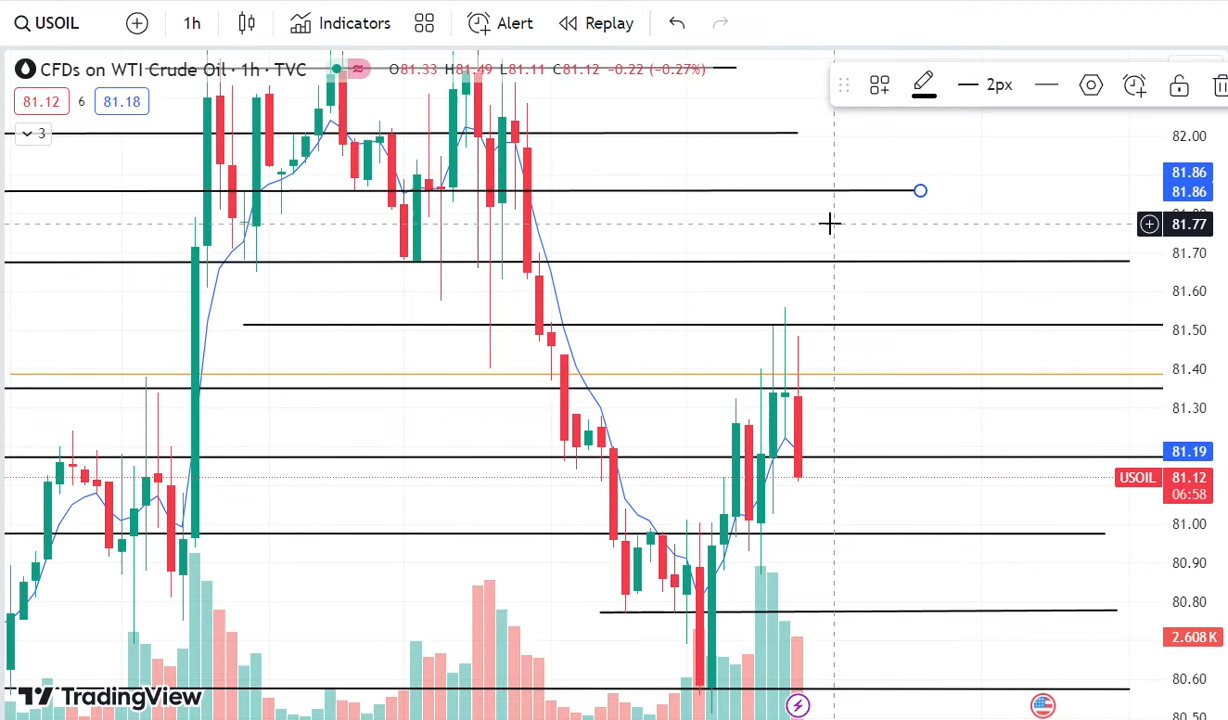 USOIL 1h Indicators Alert Replay
CFDs on WTI Crude Oil · 1h · TVC O81.33 H81.49 L81.11 C81.12 −0.22 (−0.27%)
2px
81.12 6 81.18
3
82.00
81.86
81.86
81.77
81.70
81.60
81.50
81.40
81.30
81.19
USOIL 81.12
06:58
81.00
80.90
80.80
2.608K
80.60
TradingView
80.50